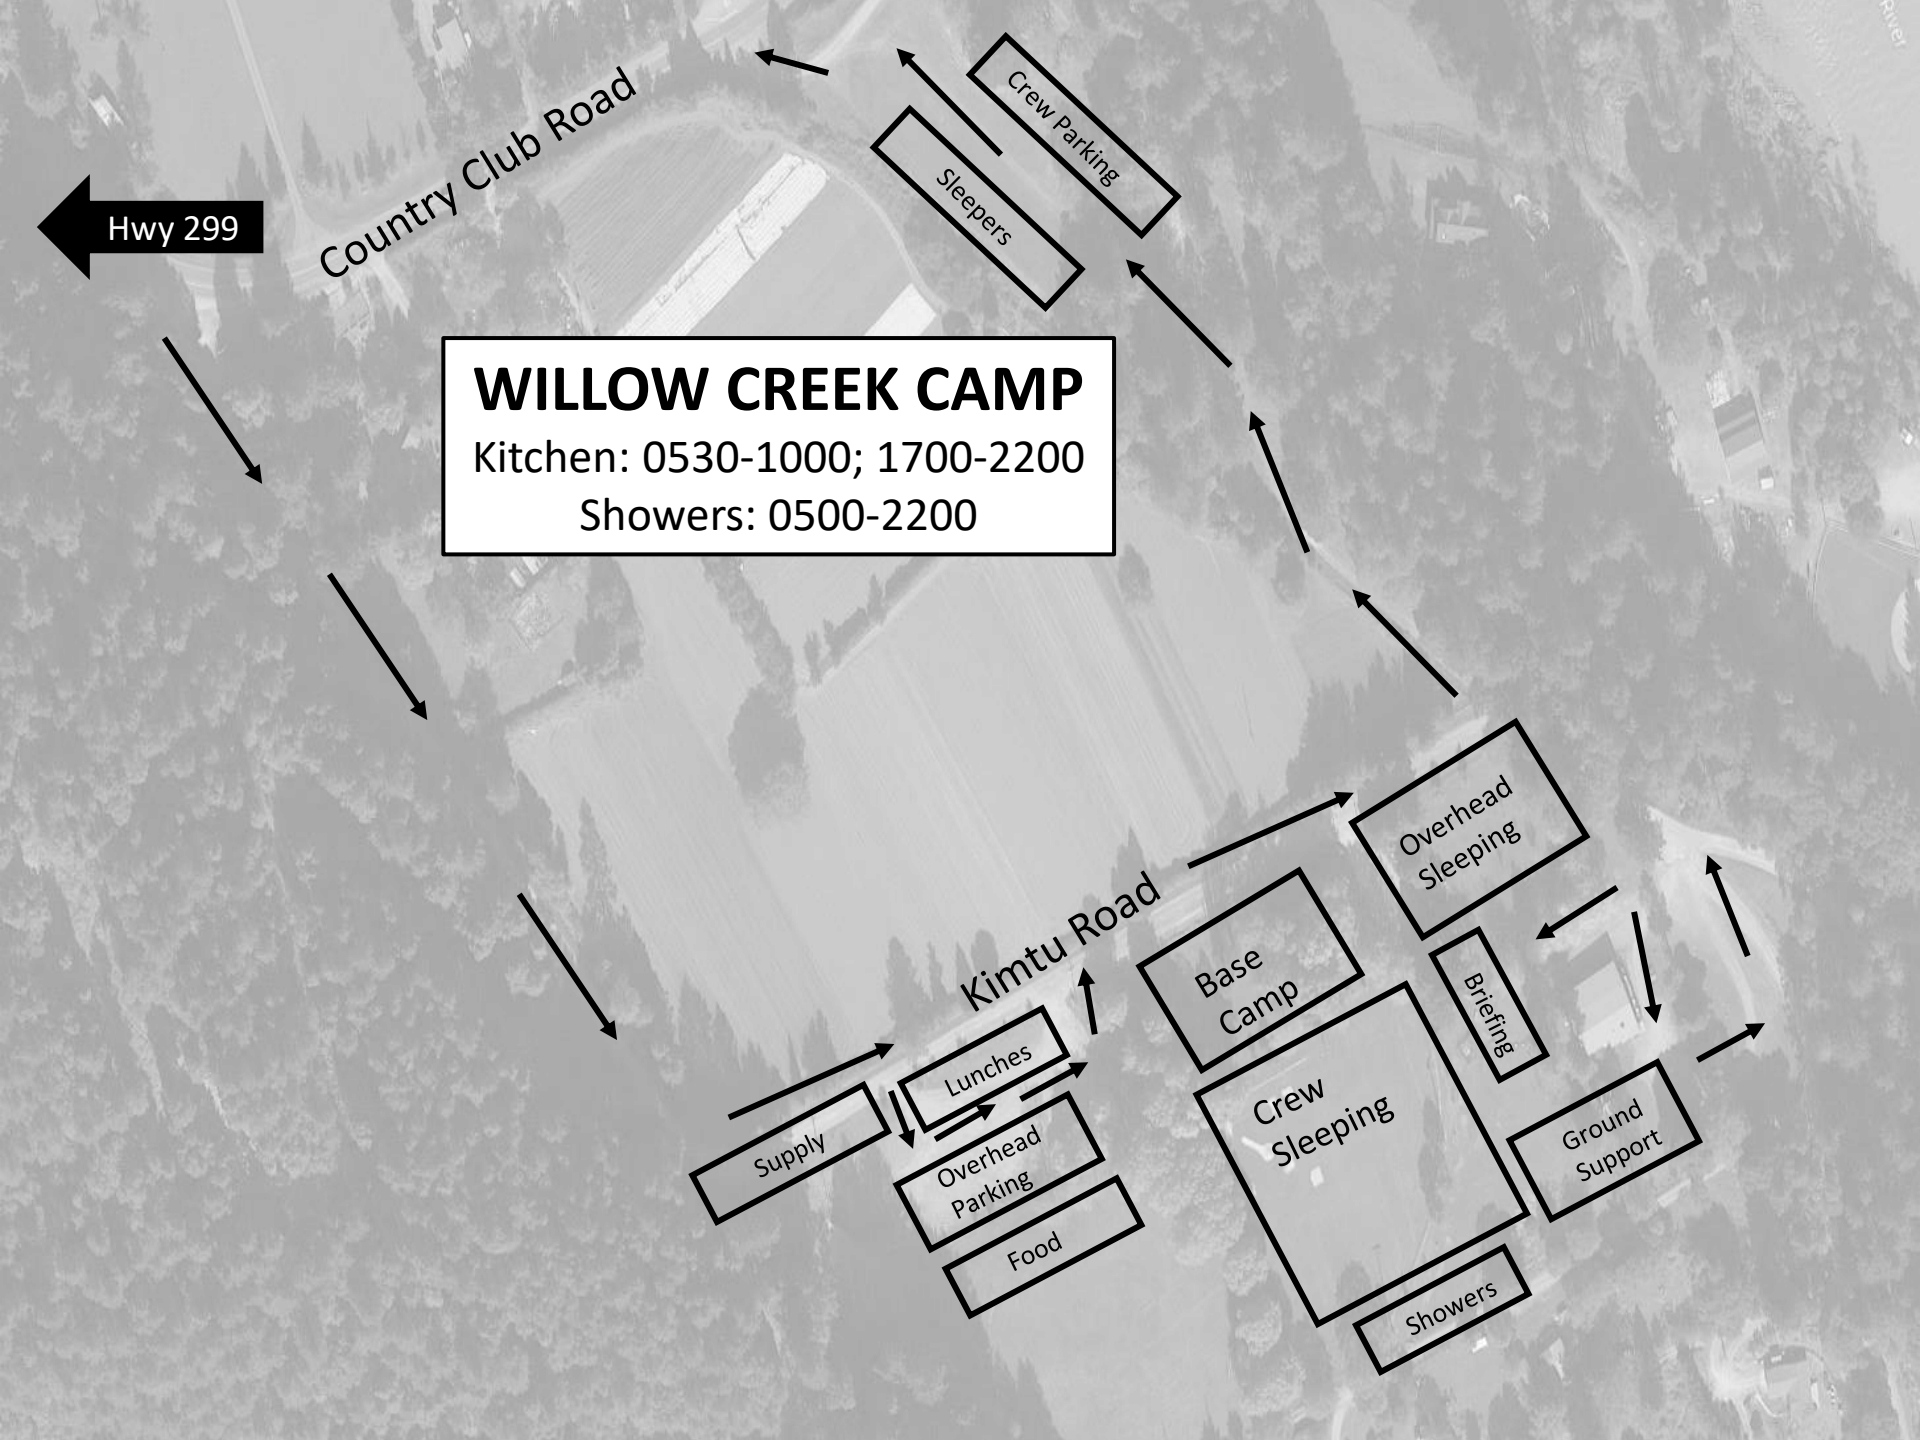 River
Crew Parking
Country Club Road
Sleepers
Hwy 299
WILLOW CREEK CAMP
Kitchen: 0530-1000; 1700-2200
Showers: 0500-2200
Overhead
Sleeping
Kimtu Road
Base
Camp
Briefing
Lunches
Crew
Sleeping
Supply
Ground
Support
Overhead
Parking
Food
Showers